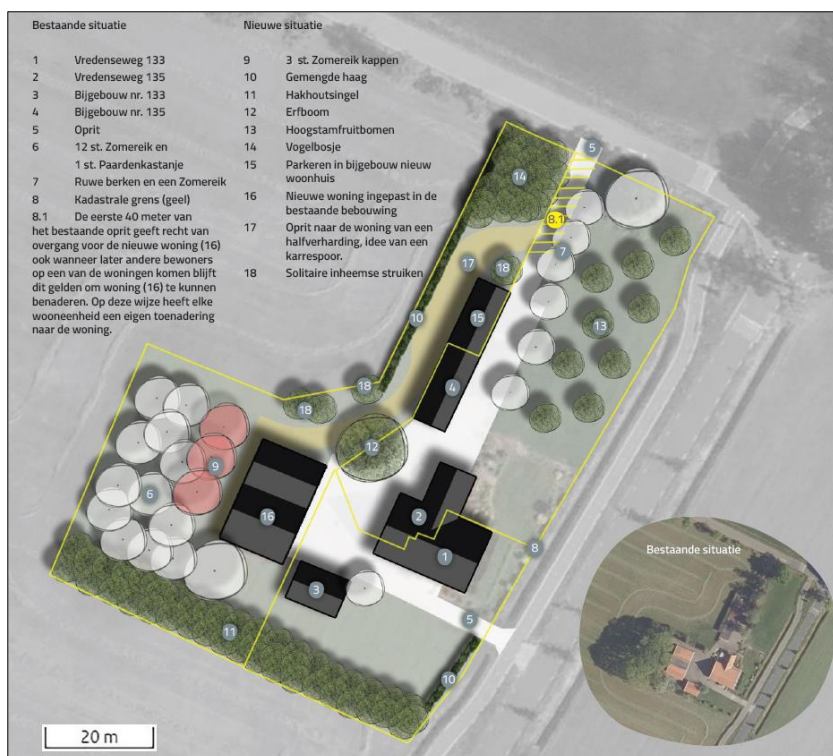 Bestaande situatie
1 Vredenseweg 133
2 Vredenseweg 135
3 Bijgebouw nr. 133
4 Bijgebouw nr. 135
5 Oprit
6 12 st. Zomereik en
1 st. Paardenkastanje
7 Ruwe berken en een Zomereik
8 Kadastrale grens (geel)
8.1 De eerste 40 meter van
het bestaande oprit geeft recht van
overgang voor de nieuwe woning (16)
ook wanneer later andere bewoners
op een van de woningen komen blijft
dit gelden om woning (16) te kunnen
benaderen. Op deze wijze heeft elke
wooneenheid een eigen toenadering
naar de woning.
Nieuwe situatie
9 3 st. Zomereik kappen
10 Gemengde haag
11 Hakhoutsingel
12 Erfboom
13 Hoogstamfruitbomen
14 Vogelbosje
15 Parkeren in bijgebouw nieuw
woonhuis
16 Nieuwe woning ingepast in de
bestaande bebouwing
17 Oprit naar de woning van een
halfverharding, idee van een
karrespoor.
18 Solitaire inheemse struiken
5
14
8.1
7
17
18
13
10
15
4
18
18
12
9
6
16
2
8
1
3
5
11
10
Bestaande situatie
20 m